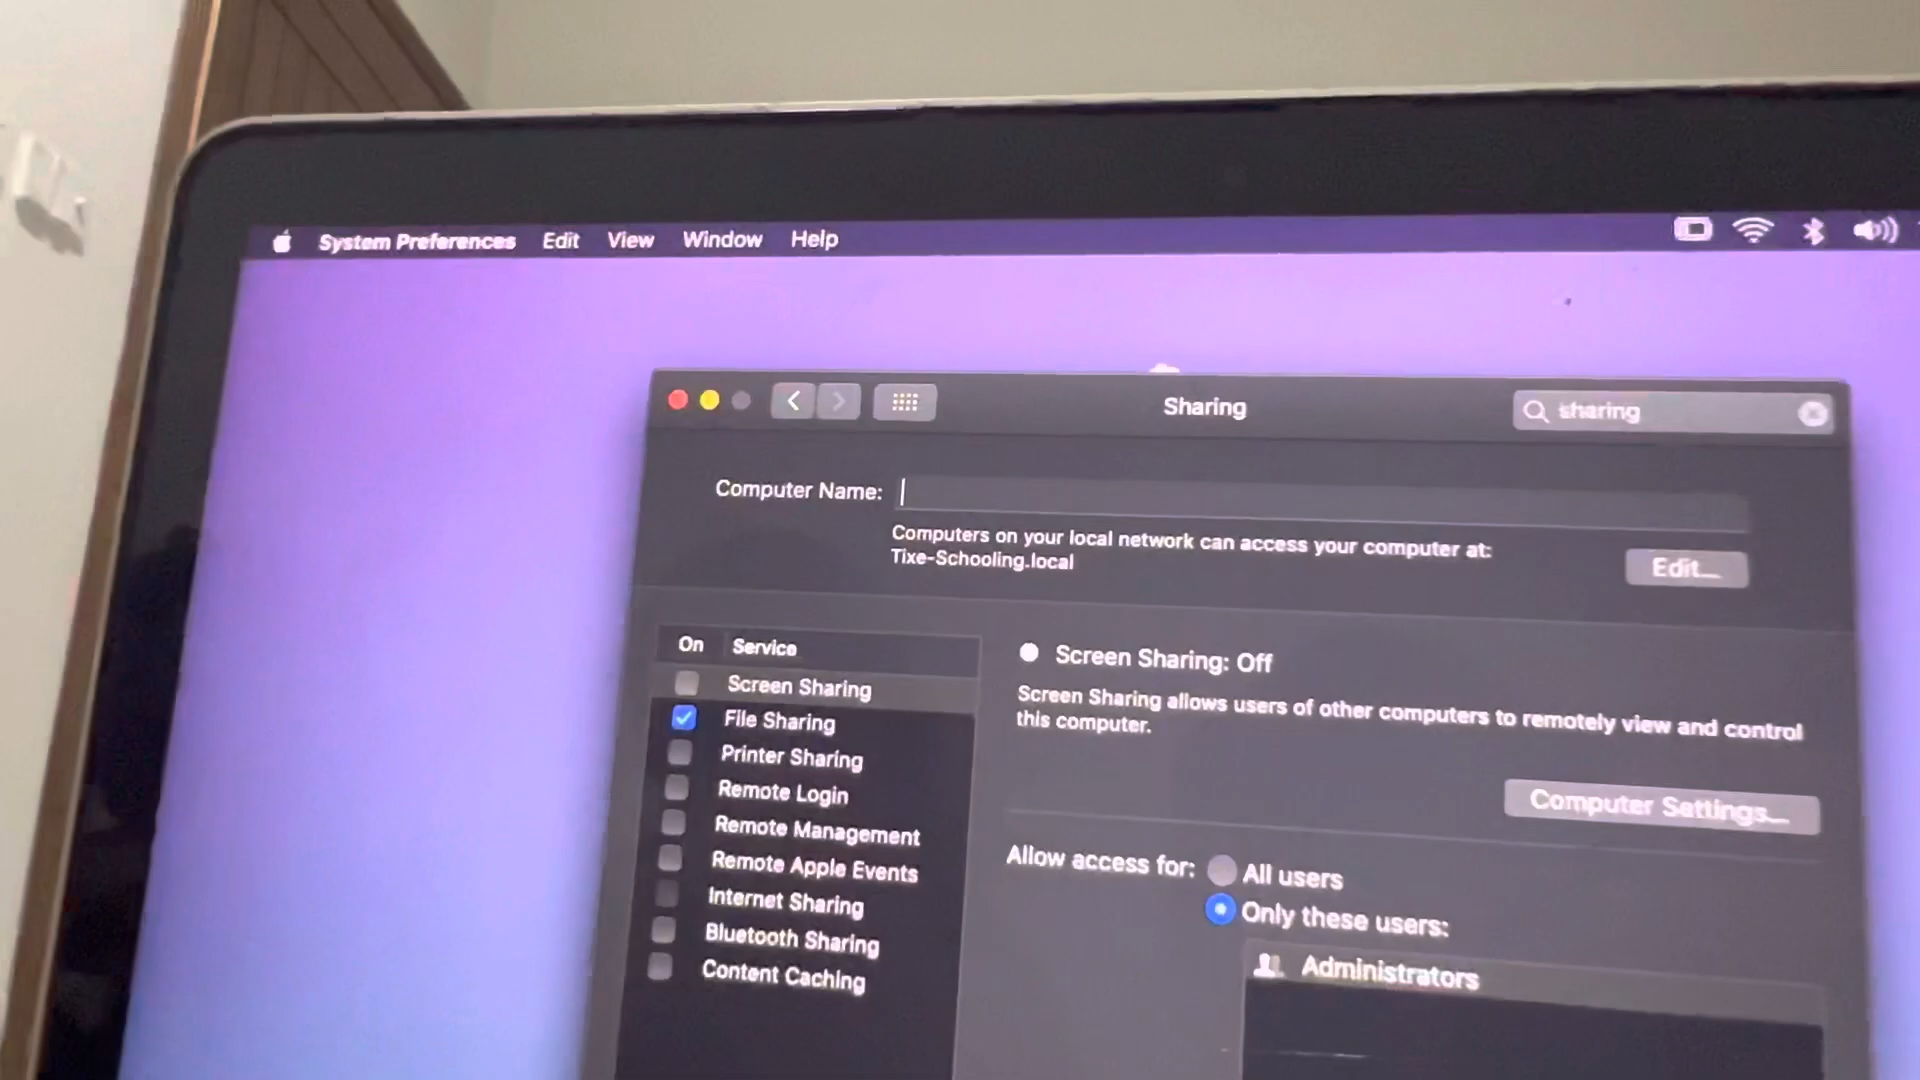 System Preferences Edit View Window Help
Sharing
sharing
Computer Name:
Computers on your local network can access your computer at:
Tixe-Schooling.local
Edit...
On Service
Screen Sharing
File Sharing
Printer Sharing
Remote Login
Remote Management
Remote Apple Events
Internet Sharing
Bluetooth Sharing
Content Caching
Screen Sharing: Off
Screen Sharing allows users of other computers to remotely view and control
this computer.
Computer Settings...
Allow access for:
All users
Only these users:
Administrators